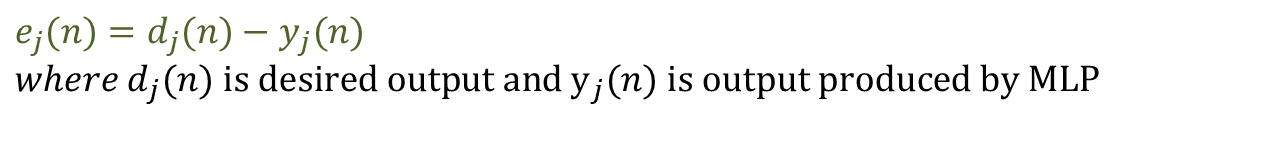 e_j(n) = d_j(n) − y_j(n)
where d_j(n) is desired output and y_j(n) is output produced by MLP